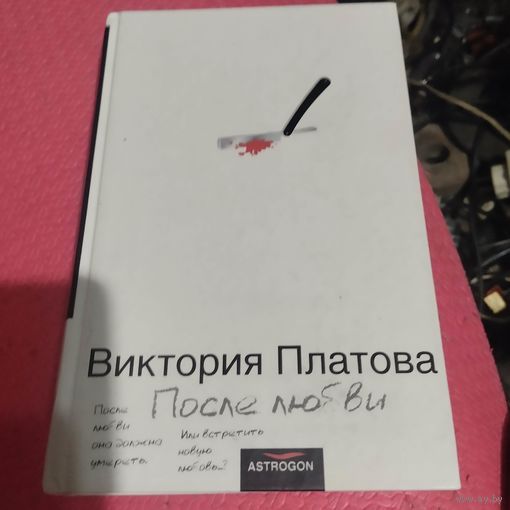 Виктория Платова
После любви
После
любви
она должна
умереть.
Или встретить
новую
любовь?
ASTROGON